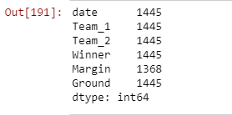 Out[191]: date 1445
Team_1 1445
Team_2 1445
Winner 1445
Margin 1368
Ground 1445
dtype: int64